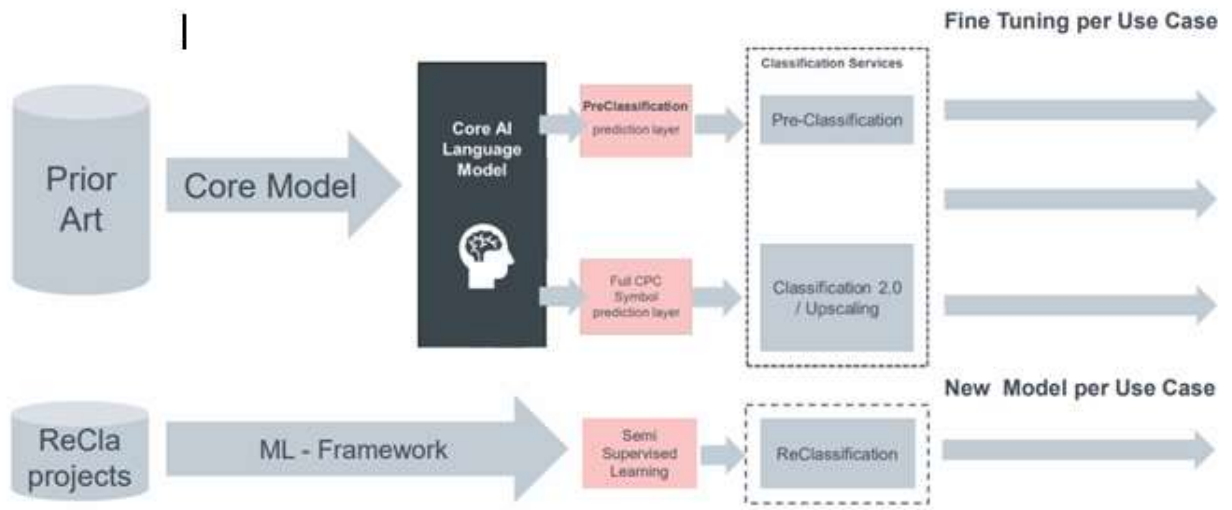 Fine Tuning per Use Case
Prior
Art
Core Model
Core AI
Language
Model
PreClassification
prediction layer
Full CPC
Symbol
prediction layer
Classification Services
Pre-Classification
Classification 2.0
/ Upscaling
New Model per Use Case
ReCla
projects
ML - Framework
Semi
Supervised
Learning
ReClassification